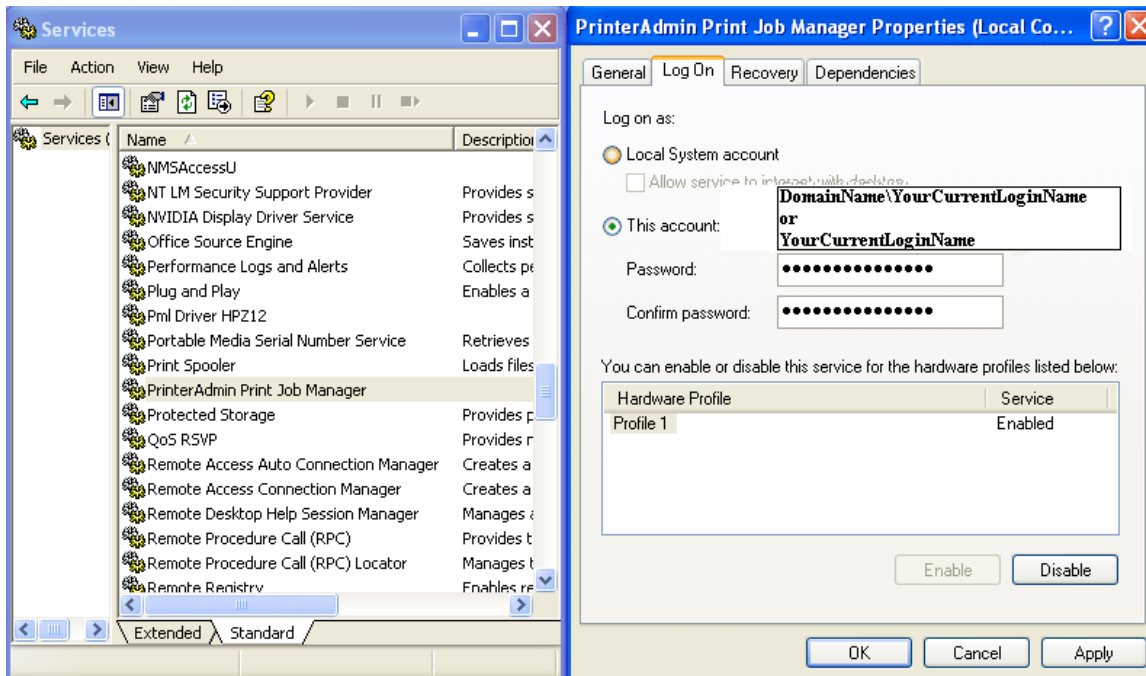 Services
File Action View Help
Services (
Name Description
NMSAccessU
NT LM Security Support Provider Provides s
NVIDIA Display Driver Service Provides s
Office Source Engine Saves inst
Performance Logs and Alerts Collects pe
Plug and Play Enables a
Pml Driver HPZ12
Portable Media Serial Number Service Retrieves
Print Spooler Loads files
PrinterAdmin Print Job Manager
Protected Storage Provides p
QoS RSVP Provides n
Remote Access Auto Connection Manager Creates a
Remote Access Connection Manager Creates a
Remote Desktop Help Session Manager Manages a
Remote Procedure Call (RPC) Provides t
Remote Procedure Call (RPC) Locator Manages t
Remote Registry Enables re
Extended Standard
PrinterAdmin Print Job Manager Properties (Local Co...
General Log On Recovery Dependencies
Log on as:
Local System account
Allow service to interact with desktop
This account:
DomainName\YourCurrentLoginName
or
YourCurrentLoginName
Password: •••••••••••••••
Confirm password: •••••••••••••••
You can enable or disable this service for the hardware profiles listed below:
Hardware Profile Service
Profile 1 Enabled
Enable Disable
OK Cancel Apply